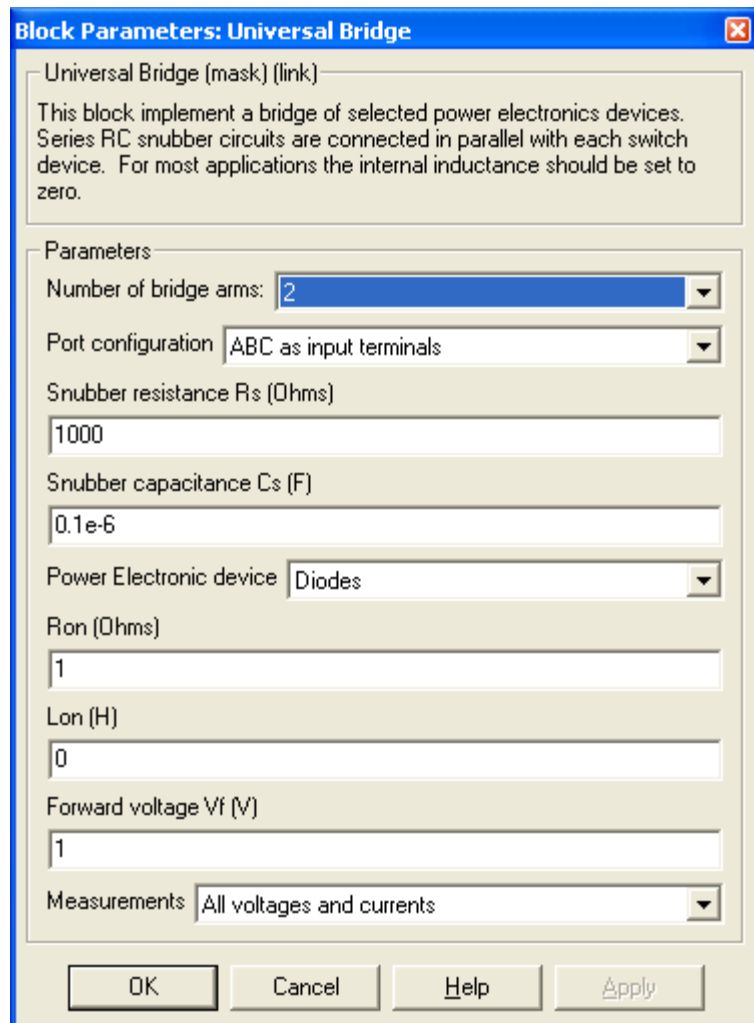 Block Parameters: Universal Bridge
Universal Bridge (mask) (link)
This block implement a bridge of selected power electronics devices.
Series RC snubber circuits are connected in parallel with each switch
device. For most applications the internal inductance should be set to
zero.
Parameters
Number of bridge arms: 2
Port configuration ABC as input terminals
Snubber resistance Rs (Ohms)
1000
Snubber capacitance Cs (F)
0.1e-6
Power Electronic device Diodes
Ron (Ohms)
1
Lon (H)
0
Forward voltage Vf (V)
1
Measurements All voltages and currents
OK Cancel Help Apply